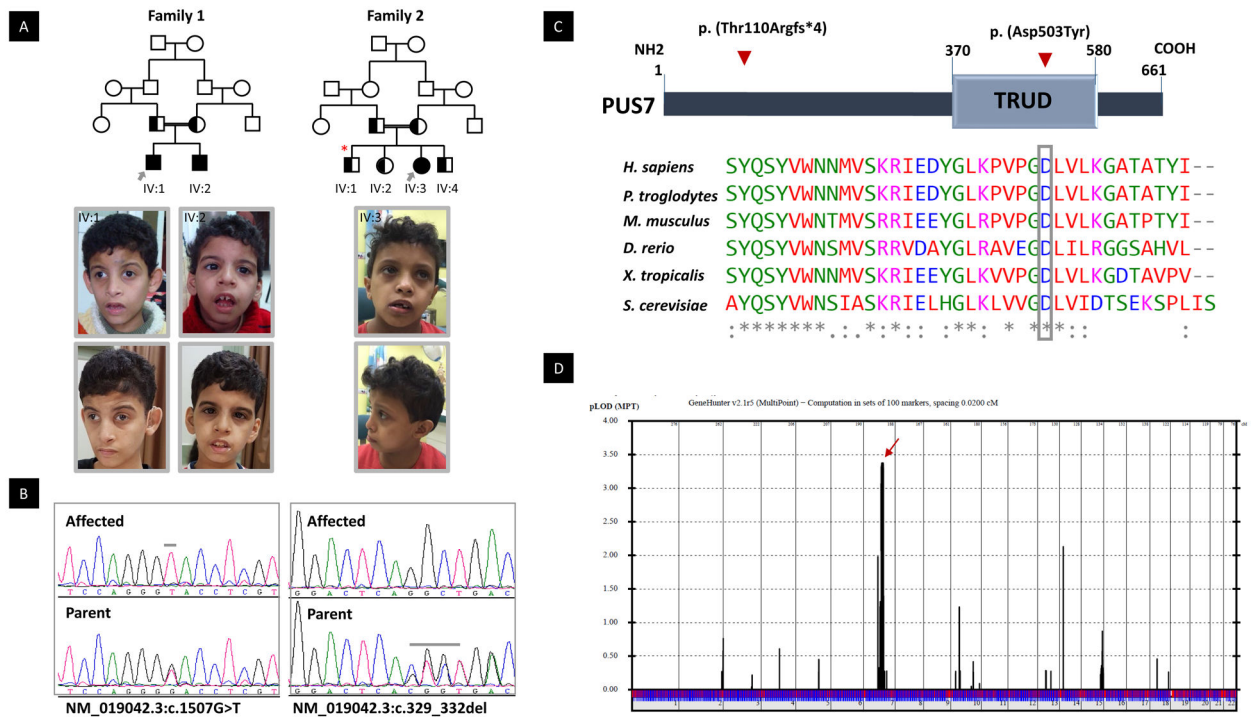 A
Family 1
Family 2
*
IV:1
IV:2
IV:1
IV:2
IV:3
IV:4
IV:1
IV:2
IV:3
B
Affected
T C C A G G G T A C C T C G T
Parent
T C C A G G G G A C C T C G T
NM_019042.3:c.1507G>T
Affected
G G A C T C A G G C T G A C
Parent
G G A C T C A C G G T G A C
NM_019042.3:c.329_332del
C
p. (Thr110Argfs*4)
p. (Asp503Tyr)
NH2
370
580
COOH
1
661
PUS7
TRUD
H. sapiens SYQSYVWNNMVSKRIEDYGLKPVPGDLVLKGATATYI--
P. troglodytes SYQSYVWNNMVSKRIEDYGLKPVPGDLVLKGATATYI--
M. musculus SYQSYVWNTMVSKRIEEYGLRPVPGDLVLKGATPTYI--
D. rerio SYQSYVWNSMVSRRVDAYGLRAVEGDLILRGGSAHVL--
X. tropicalis SYQSYVWNNMVSKRIEEYGLKVVPGDLVLKGDTAVPV--
S. cerevisiae AYQSYVWNSIASKRIELHGLKLVVGDLVIDTSEKSPLIS
:*******.:. *:*: :**: * ***:: :
D
pLOD (MPT)
GeneHunter v2.1r5 (MultiPoint) – Computation in sets of 100 markers, spacing 0.0200 cM
4.00
3.50
3.00
2.50
2.00
1.50
1.00
0.50
0.00